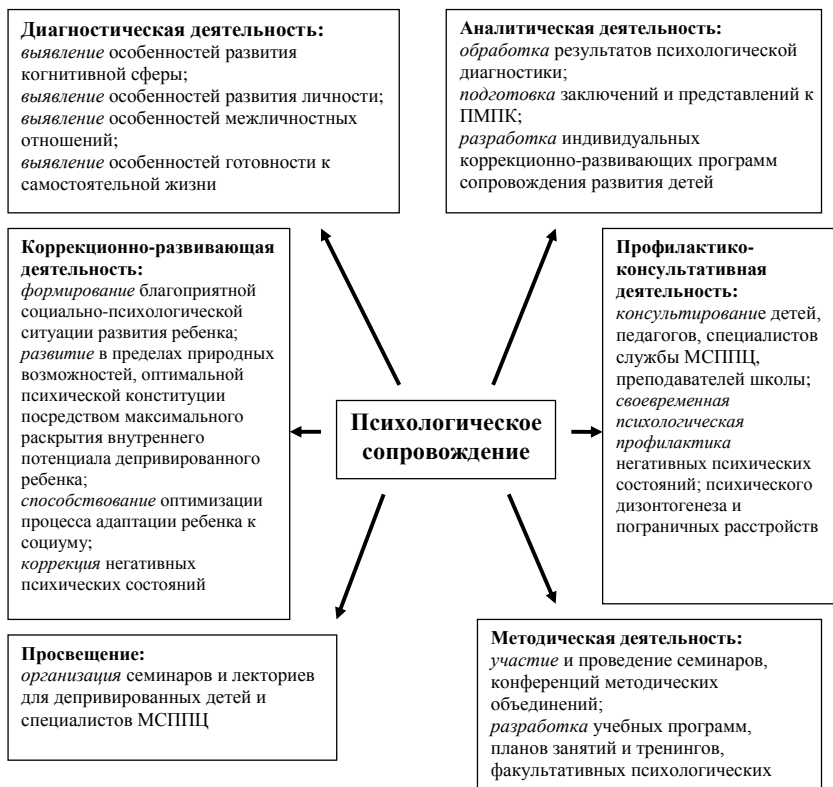 Диагностическая деятельность:
выявление особенностей развития
когнитивной сферы;
выявление особенностей развития личности;
выявление особенностей межличностных
отношений;
выявление особенностей готовности к
самостоятельной жизни
Аналитическая деятельность:
обработка результатов психологической
диагностики;
подготовка заключений и представлений к
ПМПК;
разработка индивидуальных
коррекционно-развивающих программ
сопровождения развития детей
Коррекционно-развивающая
деятельность:
формирование благоприятной
социально-психологической
ситуации развития ребенка;
развитие в пределах природных
возможностей, оптимальной
психической конституции
посредством максимального
раскрытия внутреннего
потенциала депривированного
ребенка;
способствование оптимизации
процесса адаптации ребенка к
социуму;
коррекция негативных
психических состояний
Психологическое
сопровождение
Профилактико-
консультативная
деятельность:
консультирование детей,
педагогов, специалистов
службы МСППЦ,
преподавателей школы;
своевременная
психологическая
профилактика
негативных психических
состояний; психического
дизонтогенеза и
пограничных расстройств
Просвещение:
организация семинаров и лекториев
для депривированных детей и
специалистов МСППЦ
Методическая деятельность:
участие и проведение семинаров,
конференций методических
объединений;
разработка учебных программ,
планов занятий и тренингов,
факультативных психологических